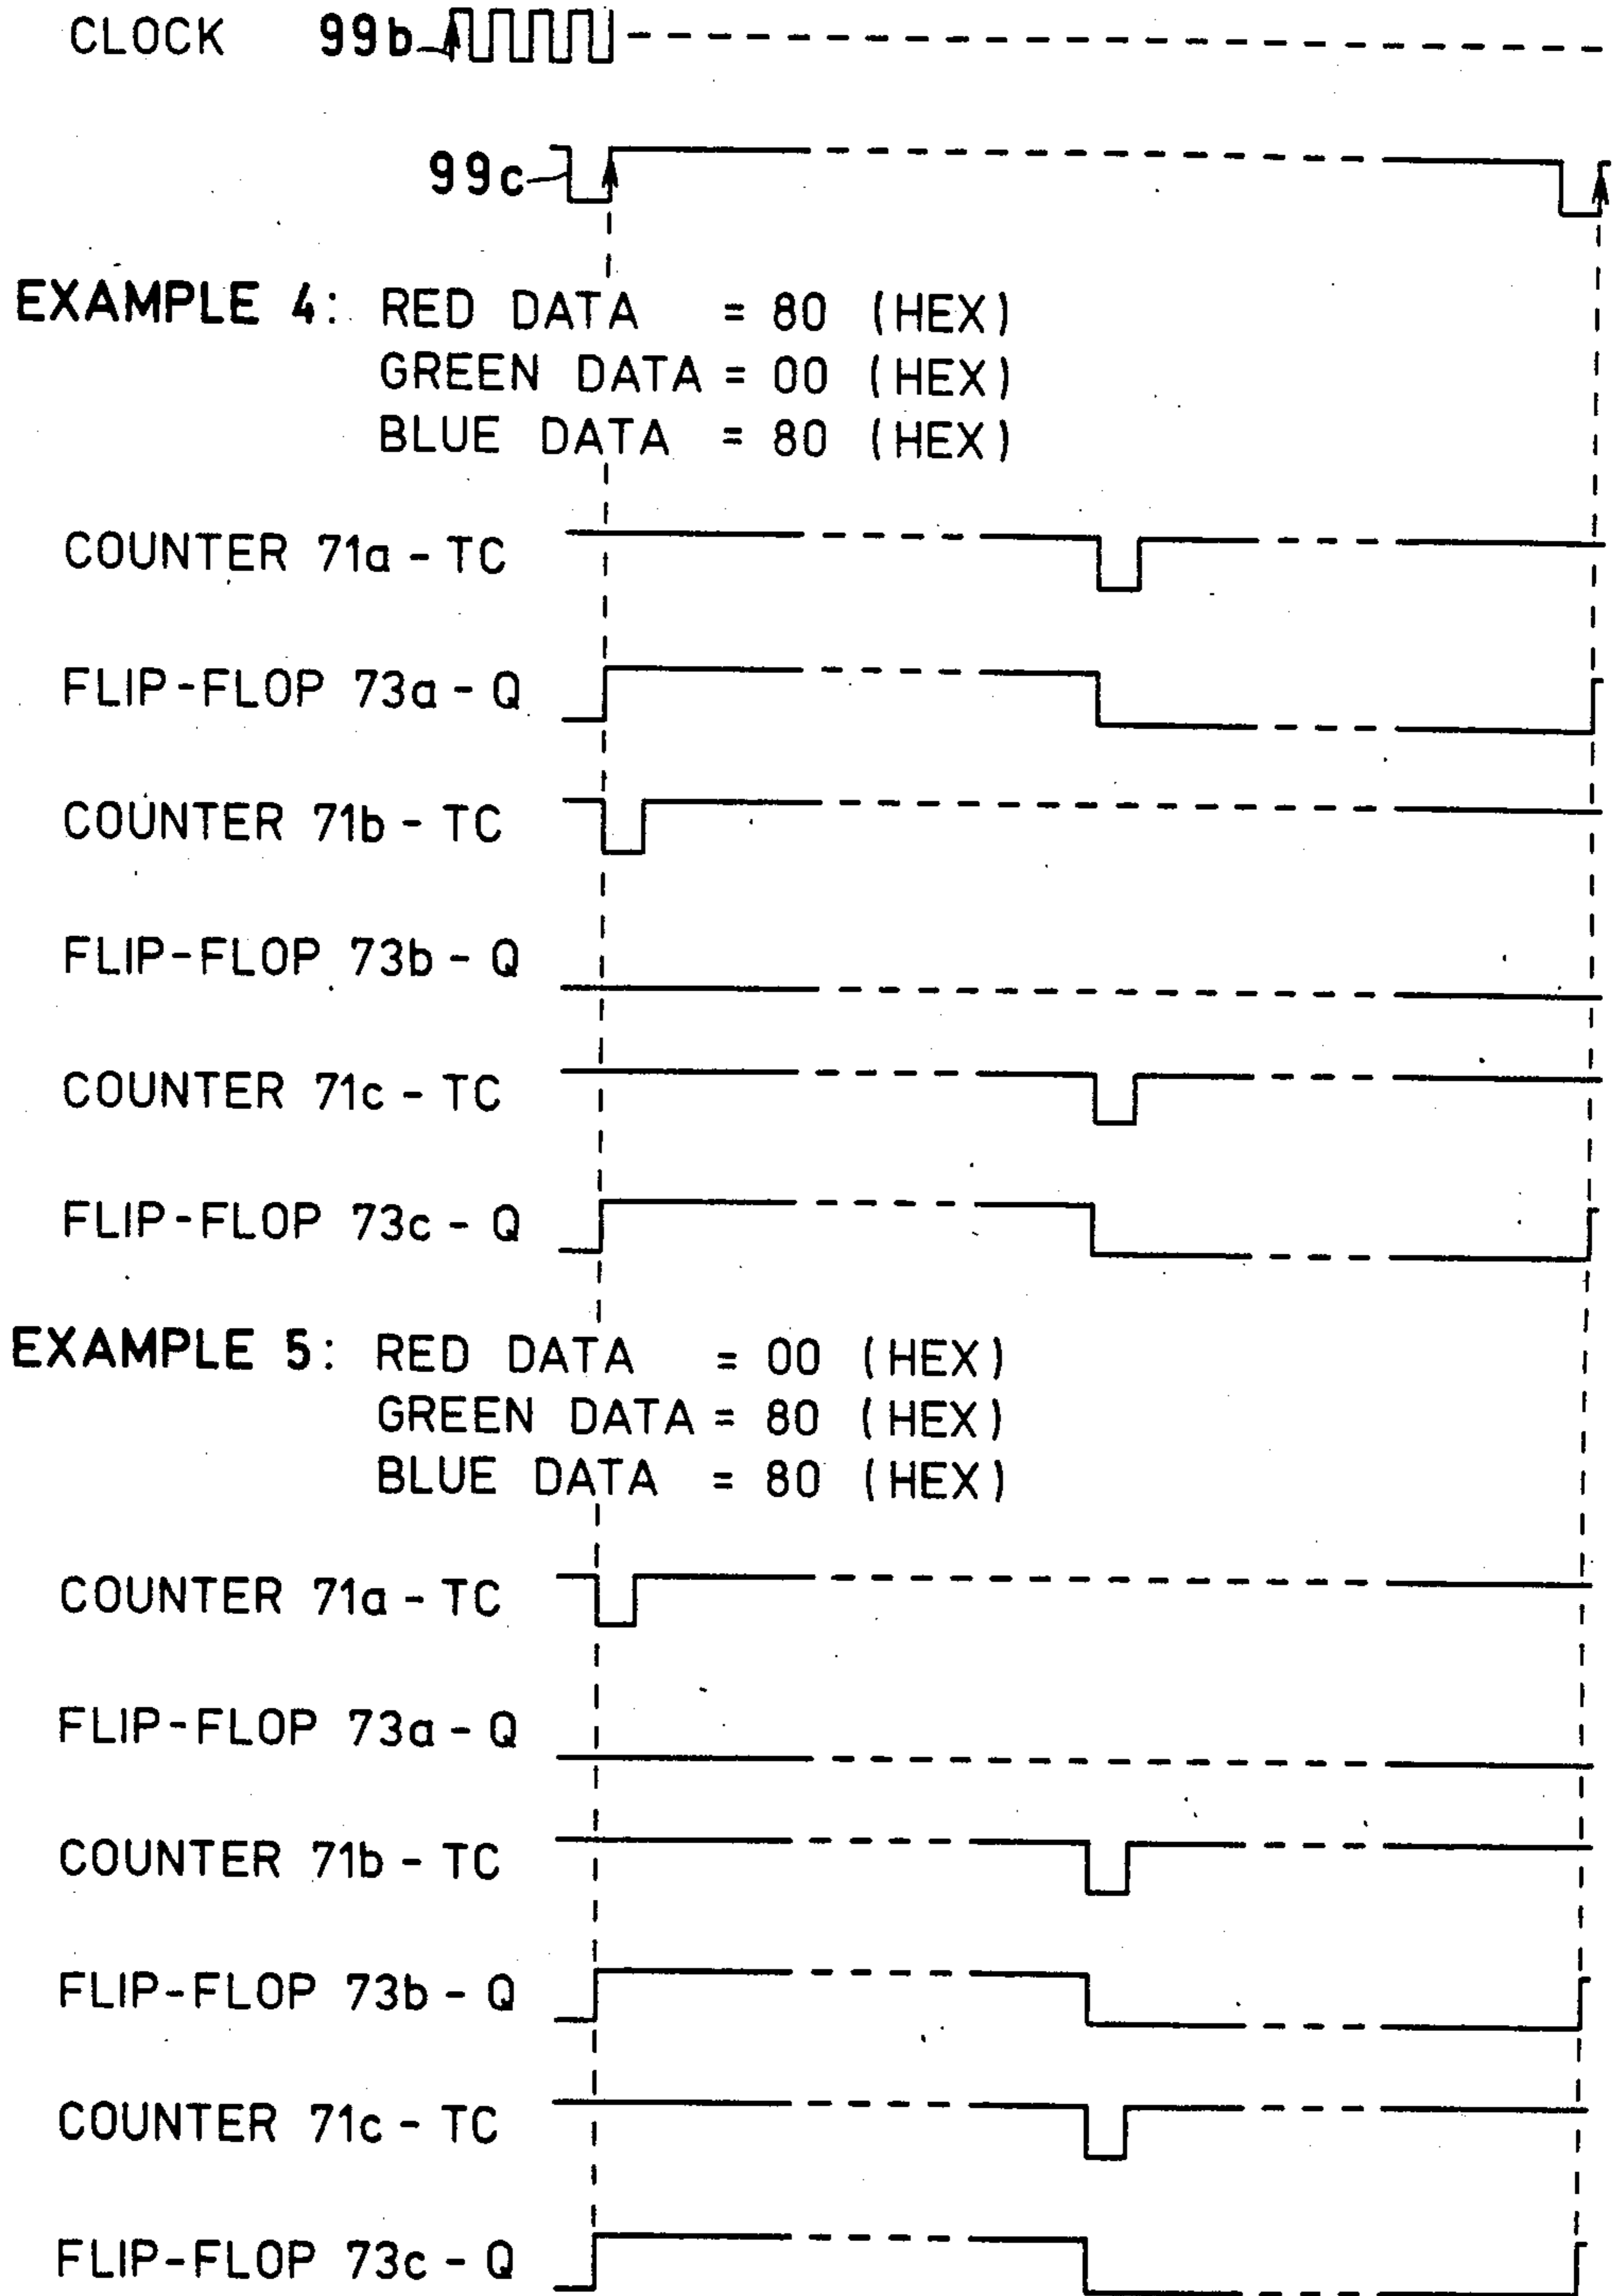 CLOCK 99b
99c
EXAMPLE 4: RED DATA = 80 (HEX)
GREEN DATA = 00 (HEX)
BLUE DATA = 80 (HEX)
COUNTER 71a - TC
FLIP-FLOP 73a - Q
COUNTER 71b - TC
FLIP-FLOP 73b - Q
COUNTER 71c - TC
FLIP-FLOP 73c - Q
EXAMPLE 5: RED DATA = 00 (HEX)
GREEN DATA = 80 (HEX)
BLUE DATA = 80 (HEX)
COUNTER 71a - TC
FLIP-FLOP 73a - Q
COUNTER 71b - TC
FLIP-FLOP 73b - Q
COUNTER 71c - TC
FLIP-FLOP 73c - Q